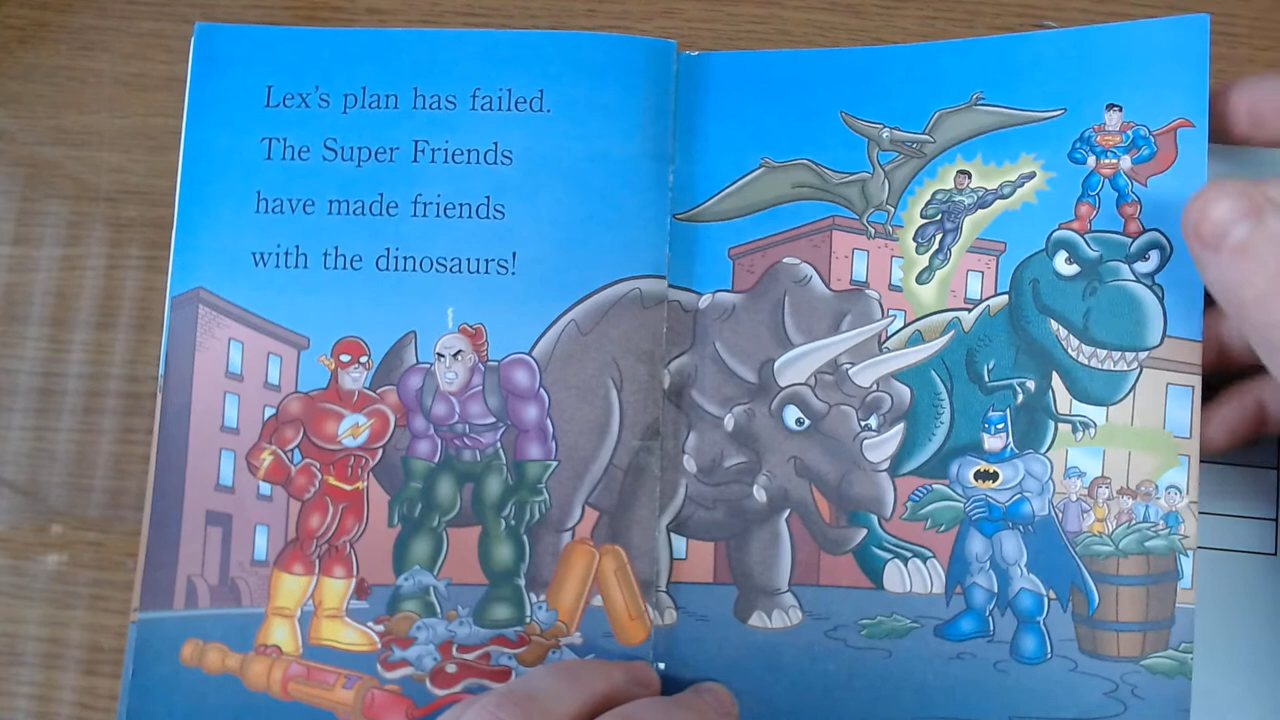 Lex's plan has failed.
The Super Friends
have made friends
with the dinosaurs!